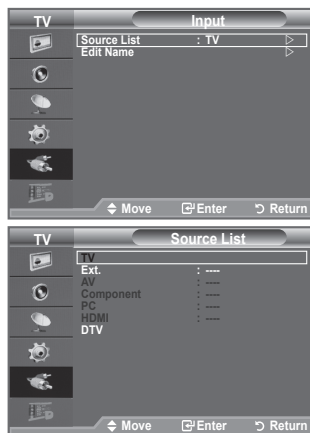 TV Input
Source List : TV
Edit Name
Move Enter Return
TV Source List
TV
Ext. : ----
AV : ----
Component : ----
PC : ----
HDMI : ----
DTV
Move Enter Return